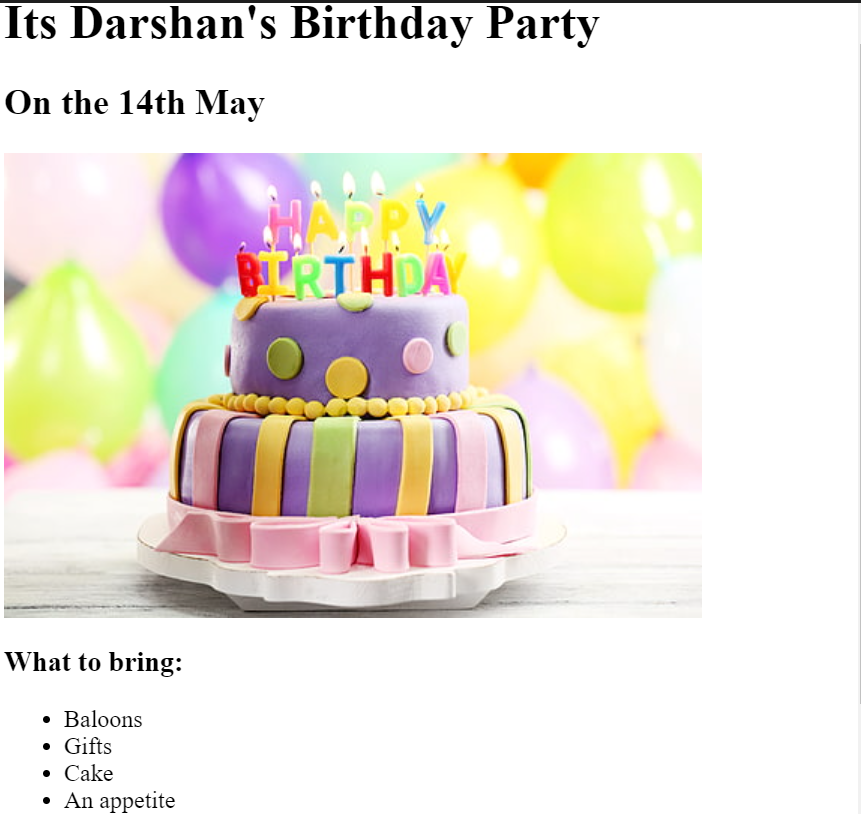 Its Darshan's Birthday Party
On the 14th May
HAPPY
BIRTHDAY
What to bring:
Baloons
Gifts
Cake
An appetite